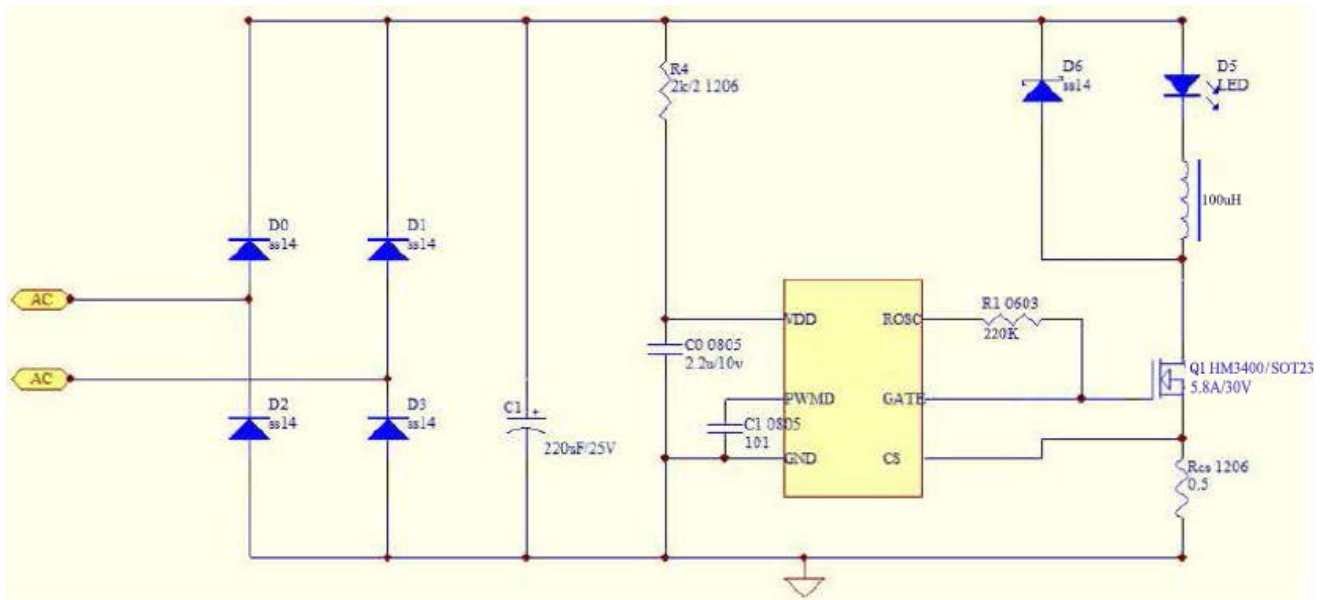 R4
2k/2 1206
D6
ss14
D5
LED
100uH
D0
ss14
D1
ss14
AC
AC
VDD
ROSC
R1 0603
220K
C0 0805
2.2u/10v
Q1 HM3400/SOT23
5.8A/30V
D2
ss14
D3
ss14
C1
+
220uF/25V
PWMD
GATE
C1 0805
101
GND
CS
Rcs 1206
0.5